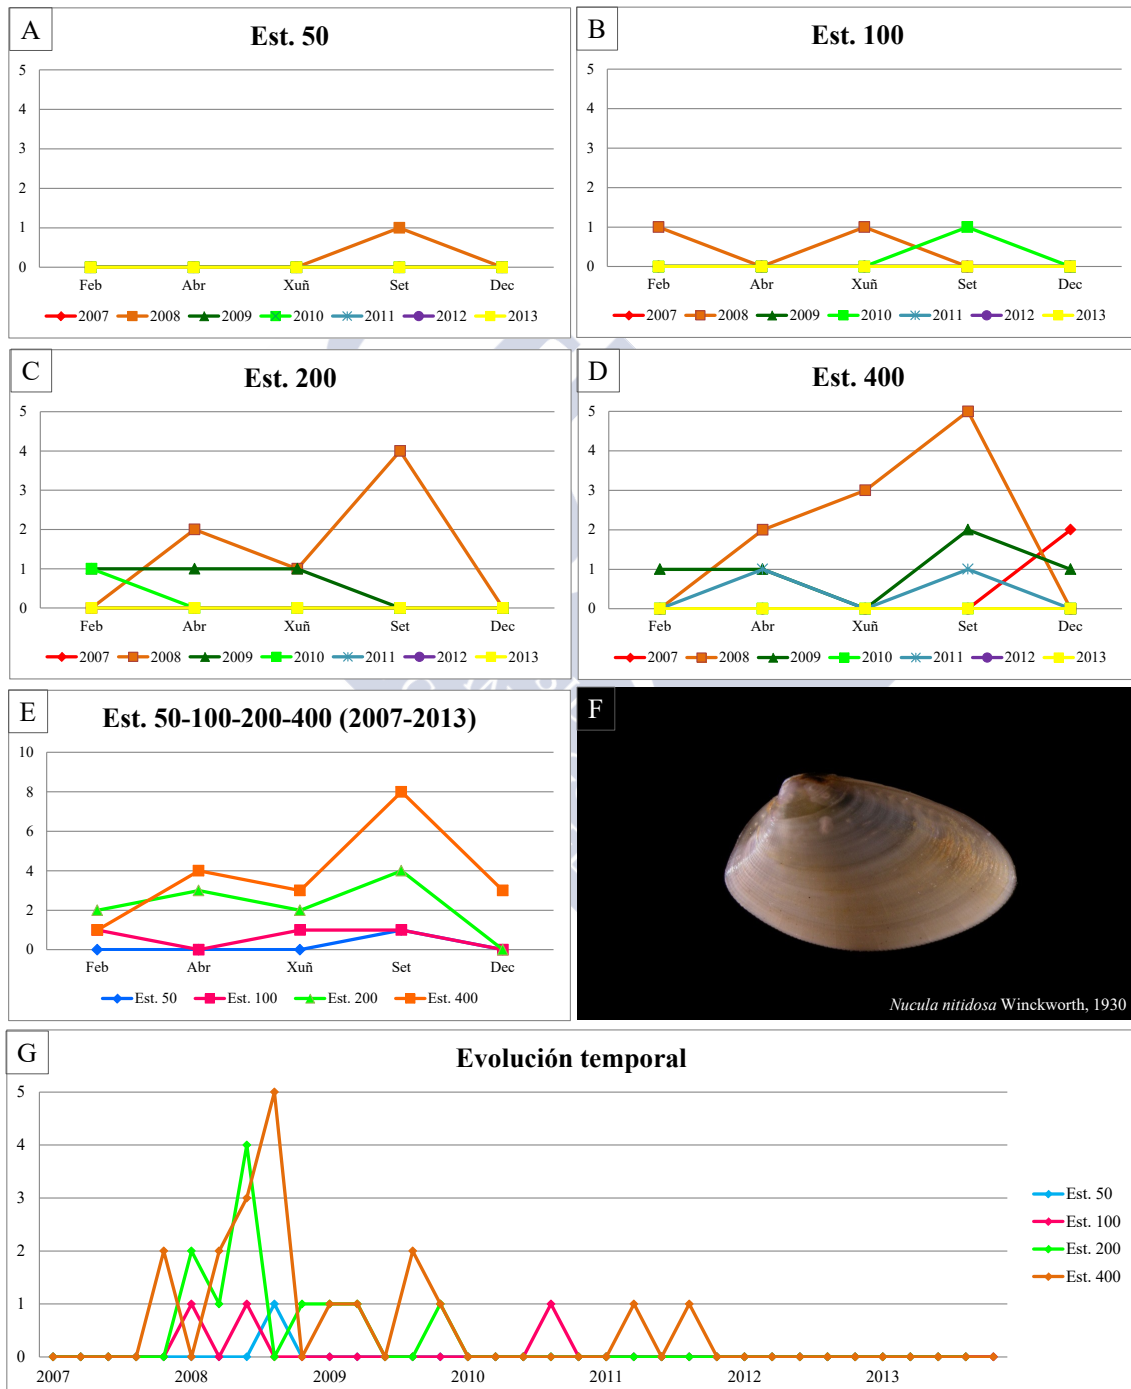 A
Est. 50
5
4
3
2
1
0
Feb Abr Xuñ Set Dec
2007 2008 2009 2010 2011 2012 2013
B
Est. 100
5
4
3
2
1
0
Feb Abr Xuñ Set Dec
2007 2008 2009 2010 2011 2012 2013
C
Est. 200
5
4
3
2
1
0
Feb Abr Xuñ Set Dec
2007 2008 2009 2010 2011 2012 2013
D
Est. 400
5
4
3
2
1
0
Feb Abr Xuñ Set Dec
2007 2008 2009 2010 2011 2012 2013
E
Est. 50-100-200-400 (2007-2013)
10
8
6
4
2
0
Feb Abr Xuñ Set Dec
Est. 50 Est. 100 Est. 200 Est. 400
F
Nucula nitidosa Winckworth, 1930
G
Evolución temporal
5
4
3
2
1
0
2007 2008 2009 2010 2011 2012 2013
Est. 50
Est. 100
Est. 200
Est. 400